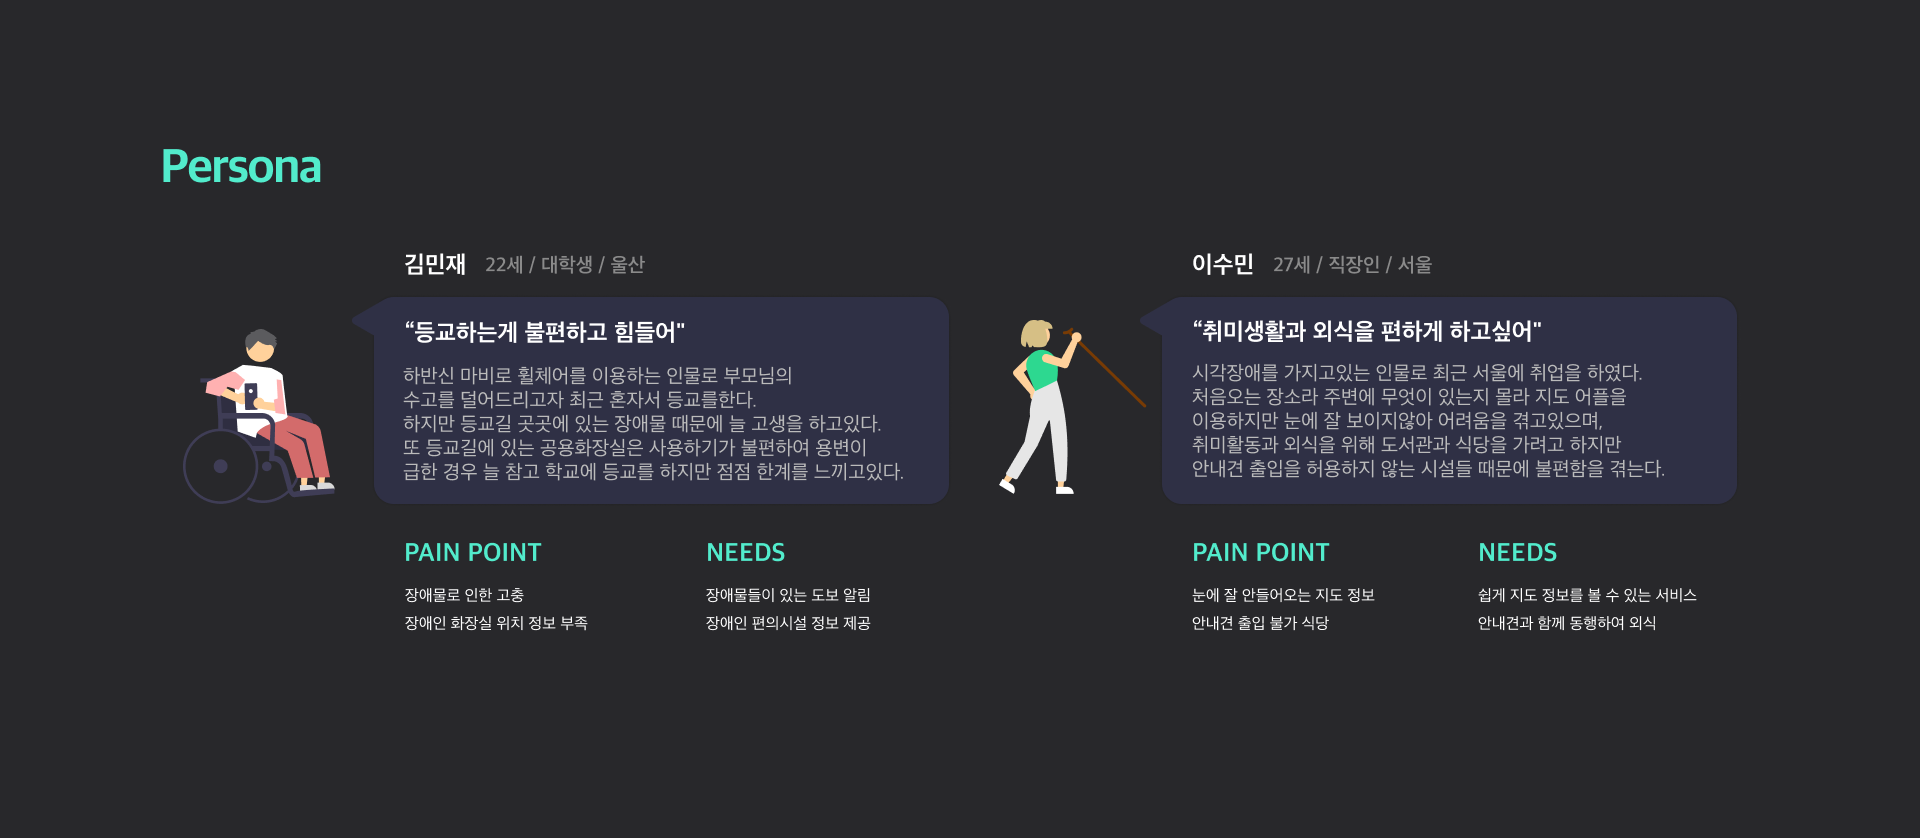 Persona
김민재 22세 / 대학생 / 울산
“등교하는게 불편하고 힘들어"
하반신 마비로 휠체어를 이용하는 인물로 부모님의
수고를 덜어드리고자 최근 혼자서 등교를한다.
하지만 등교길 곳곳에 있는 장애물 때문에 늘 고생을 하고있다.
또 등교길에 있는 공용화장실은 사용하기가 불편하여 용변이
급한 경우 늘 참고 학교에 등교를 하지만 점점 한계를 느끼고있다.
PAIN POINT
장애물로 인한 고충
장애인 화장실 위치 정보 부족
NEEDS
장애물들이 있는 도보 알림
장애인 편의시설 정보 제공
이수민 27세 / 직장인 / 서울
“취미생활과 외식을 편하게 하고싶어"
시각장애를 가지고있는 인물로 최근 서울에 취업을 하였다.
처음오는 장소라 주변에 무엇이 있는지 몰라 지도 어플을
이용하지만 눈에 잘 보이지않아 어려움을 겪고있으며,
취미활동과 외식을 위해 도서관과 식당을 가려고 하지만
안내견 출입을 허용하지 않는 시설들 때문에 불편함을 겪는다.
PAIN POINT
눈에 잘 안들어오는 지도 정보
안내견 출입 불가 식당
NEEDS
쉽게 지도 정보를 볼 수 있는 서비스
안내견과 함께 동행하여 외식